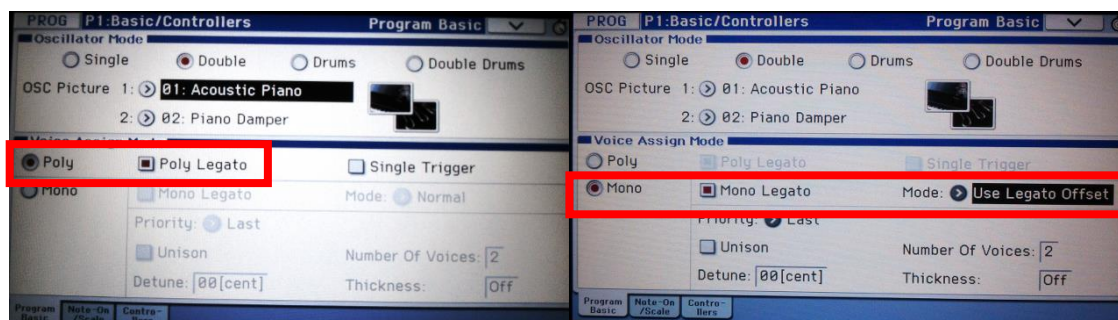 PROG P1:Basic/Controllers Program Basic
Oscillator Mode
Single Double Drums Double Drums
OSC Picture 1: 01: Acoustic Piano
2: 02: Piano Damper
Voice Assign Mode
Poly Poly Legato Single Trigger
Mono Mono Legato Mode: Normal
Priority: Last
Unison Number Of Voices: 2
Detune: 00[cent] Thickness: Off
Program Basic Note-On /Scale Contro-llers
PROG P1:Basic/Controllers Program Basic
Oscillator Mode
Single Double Drums Double Drums
OSC Picture 1: 01: Acoustic Piano
2: 02: Piano Damper
Voice Assign Mode
Poly Poly Legato Single Trigger
Mono Mono Legato Mode: Use Legato Offset
Priority: Last
Unison Number Of Voices: 2
Detune: 00[cent] Thickness: Off
Program Note-On Contro-
Basic /Scale llers